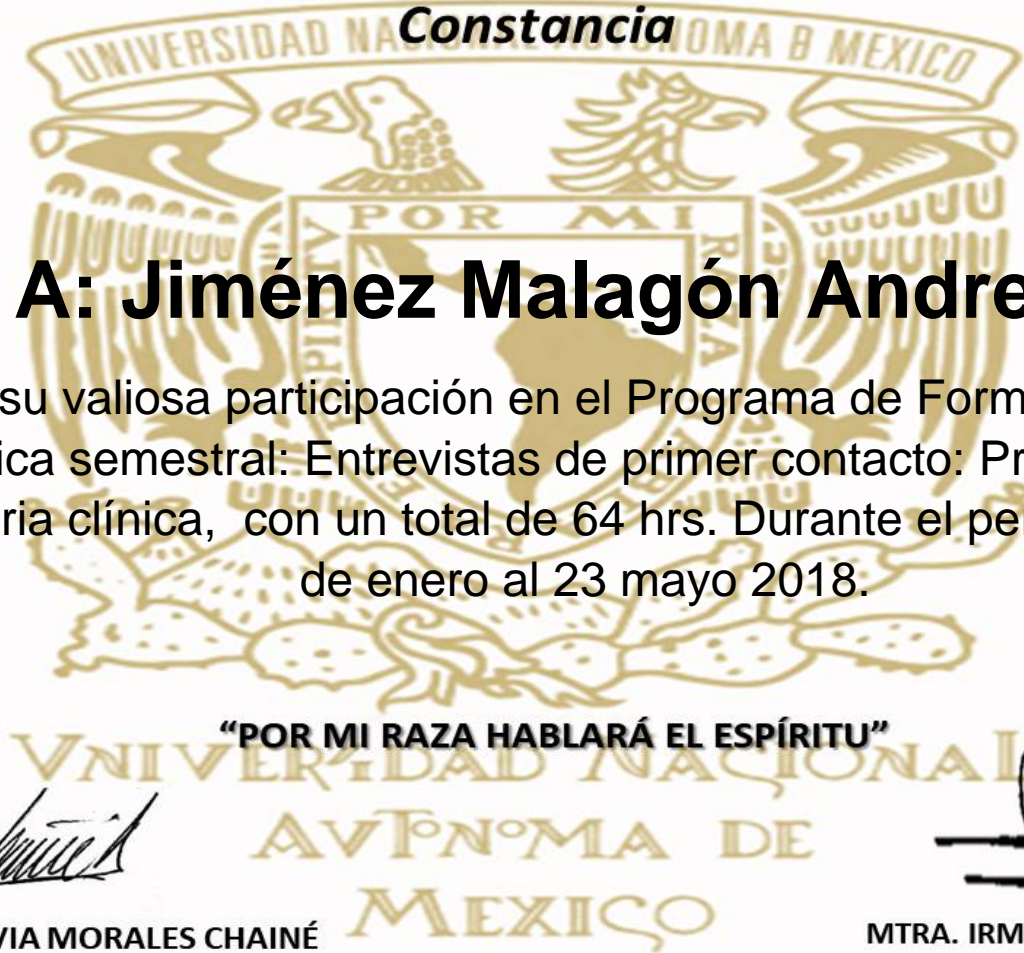 Constancia
UNIVERSIDAD NA NOMA B MEXICO
POR MI
RAZA
A: Jiménez Malagón Andre
su valiosa participación en el Programa de Form
ica semestral: Entrevistas de primer contacto: Pr
ria clínica, con un total de 64 hrs. Durante el pe
de enero al 23 mayo 2018.
“POR MI RAZA HABLARÁ EL ESPÍRITU”
VNIVERSIDAD NACIONAL
AVTONOMA DE
MEXICO
VIA MORALES CHAINÉ
MTRA. IRM